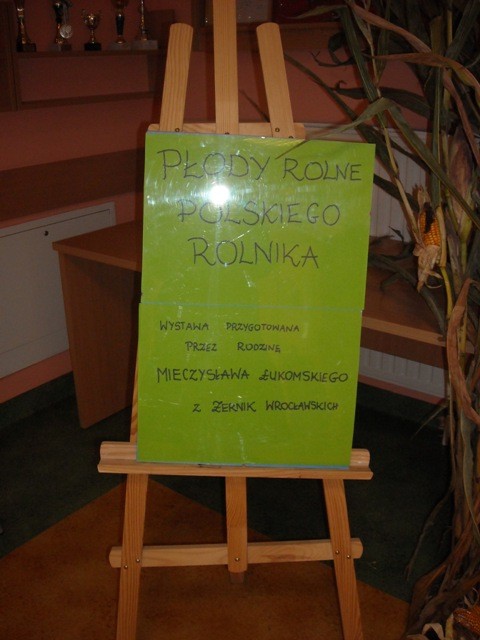 PŁODY ROLNE
POLSKIEGO
ROLNIKA
WYSTAWA PRZYGOTOWANA
PRZEZ RODZINĘ
MIECZYSŁAWA ŁUKOMSKIEGO
Z ŻERNIK WROCŁAWSKICH